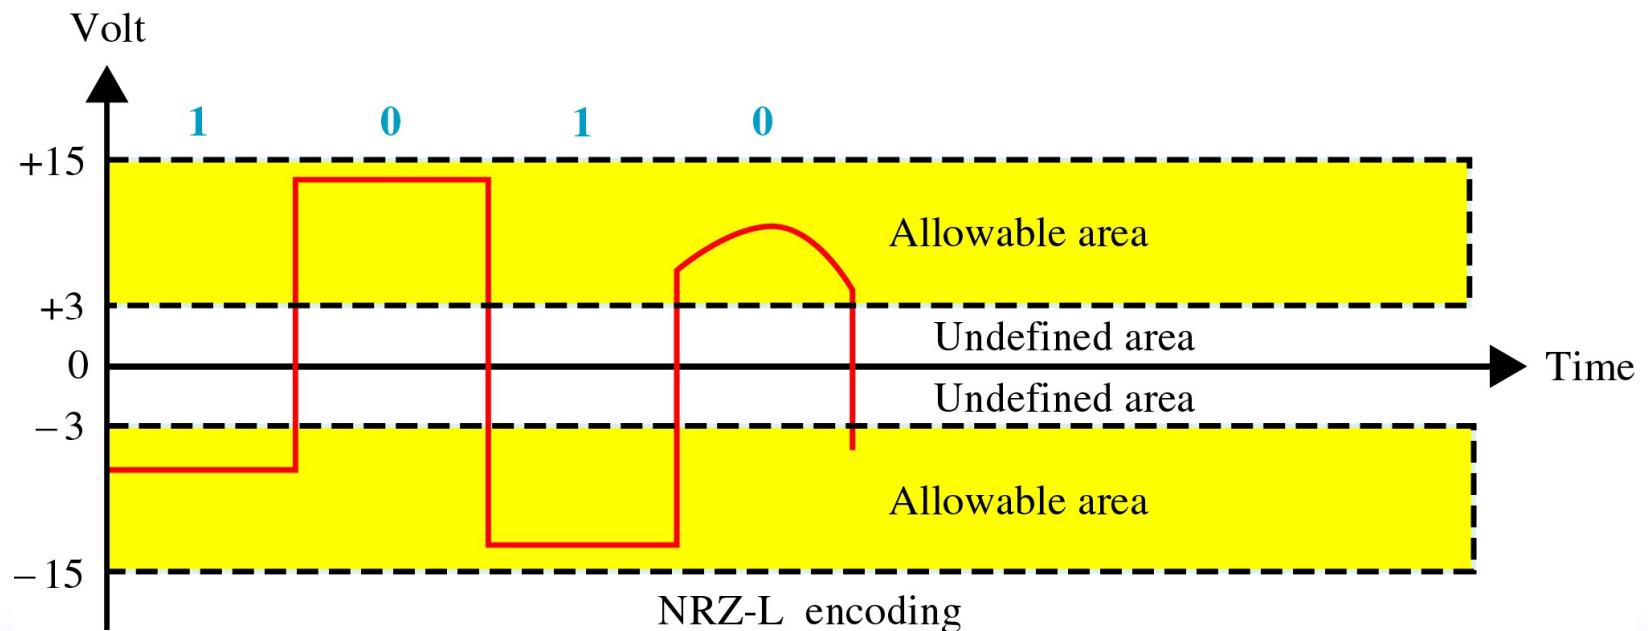 Volt
1 0 1 0
+15
Allowable area
+3
Undefined area
0
Time
Undefined area
– 3
Allowable area
– 15
NRZ-L encoding